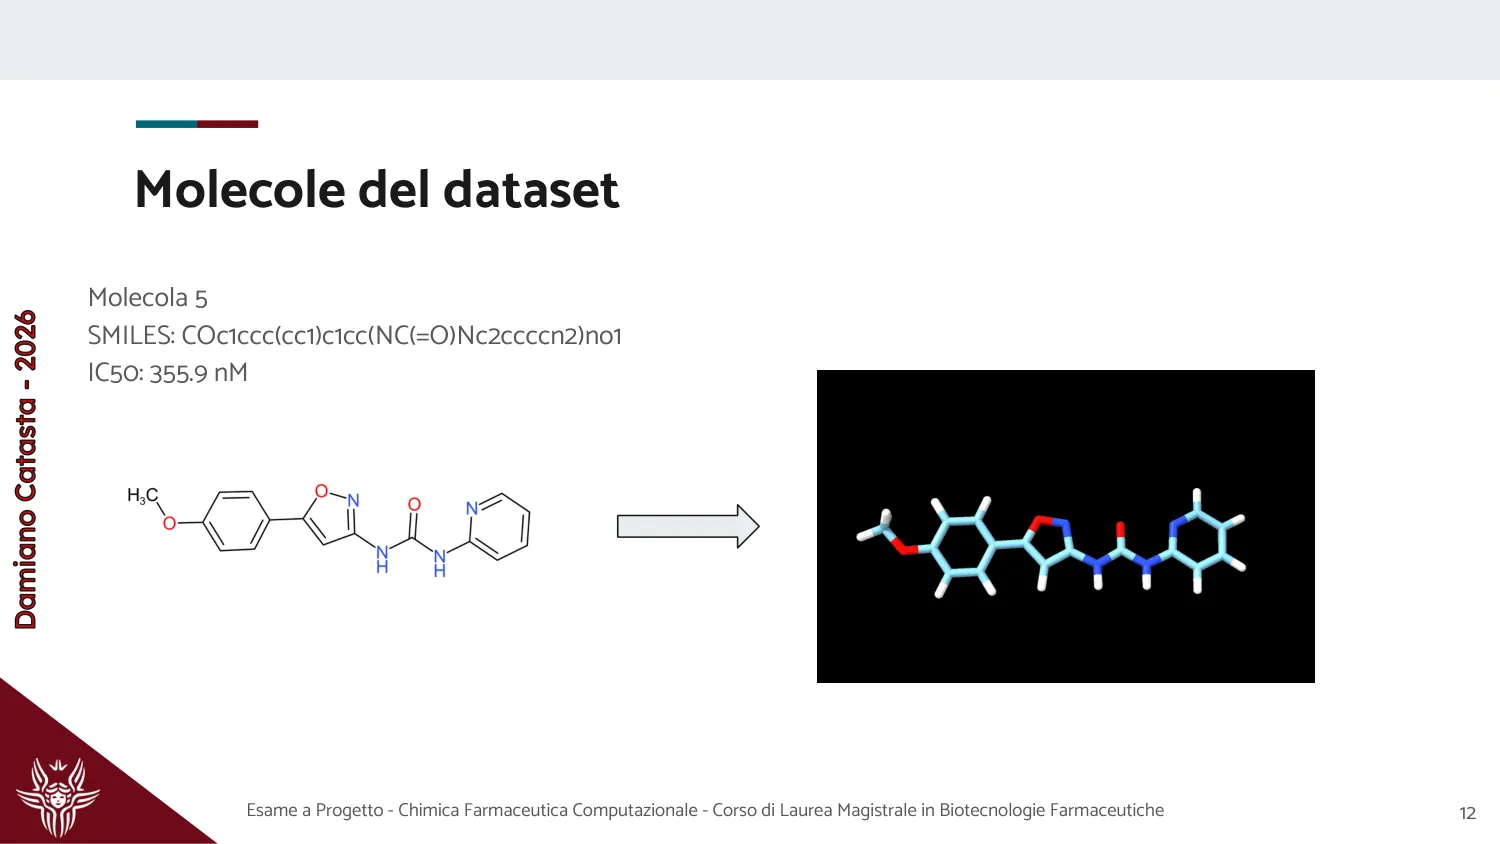 Molecole del dataset
Molecola 5
SMILES: COc1ccc(cc1)c1cc(NC(=O)Nc2ccccn2)no1
IC50: 355.9 nM
Damiano Catasta - 2026
H3C
O
O
N
O
N
H
N
H
N
Esame a Progetto - Chimica Farmaceutica Computazionale - Corso di Laurea Magistrale in Biotecnologie Farmaceutiche
12